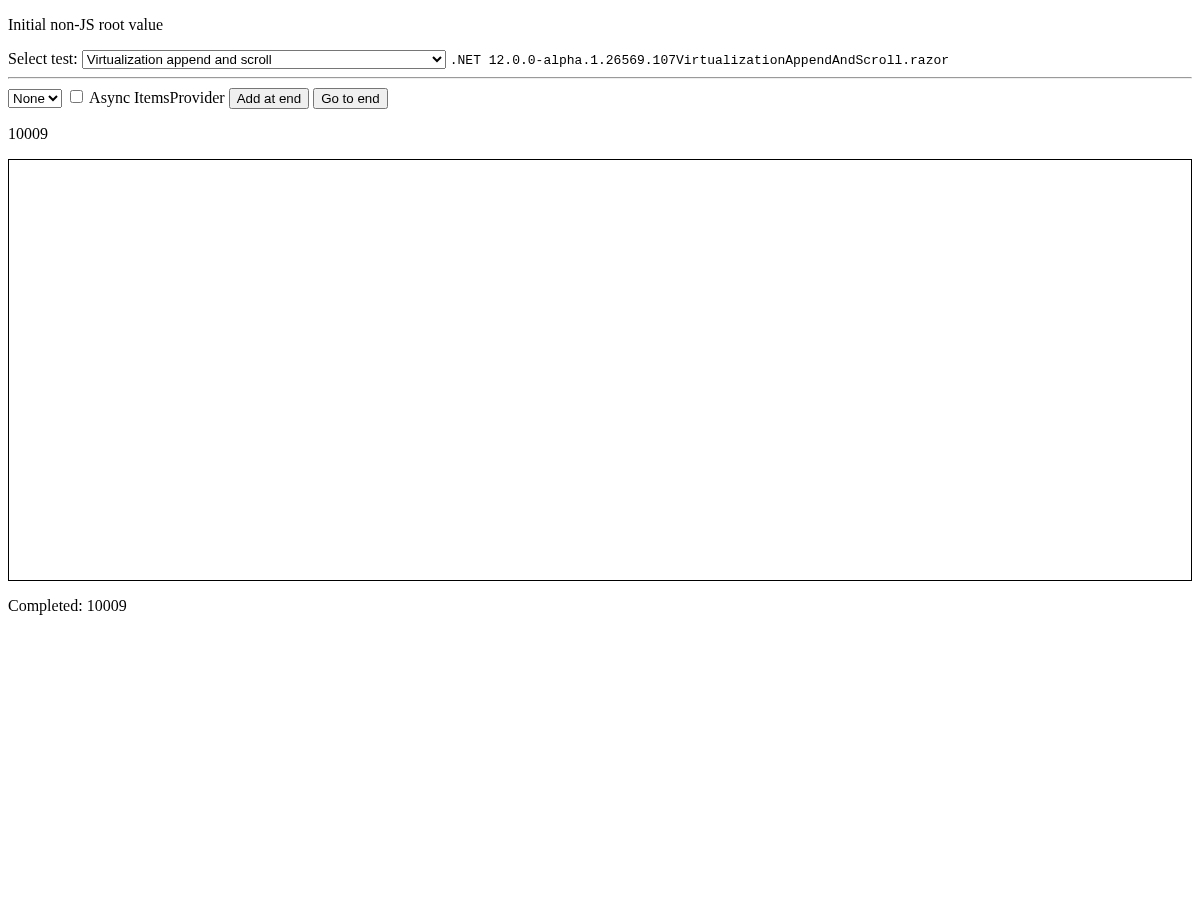 Initial non-JS root value
Select test: Virtualization append and scroll .NET 12.0.0-alpha.1.26569.107VirtualizationAppendAndScroll.razor
None Async ItemsProvider Add at end Go to end
10009
Completed: 10009